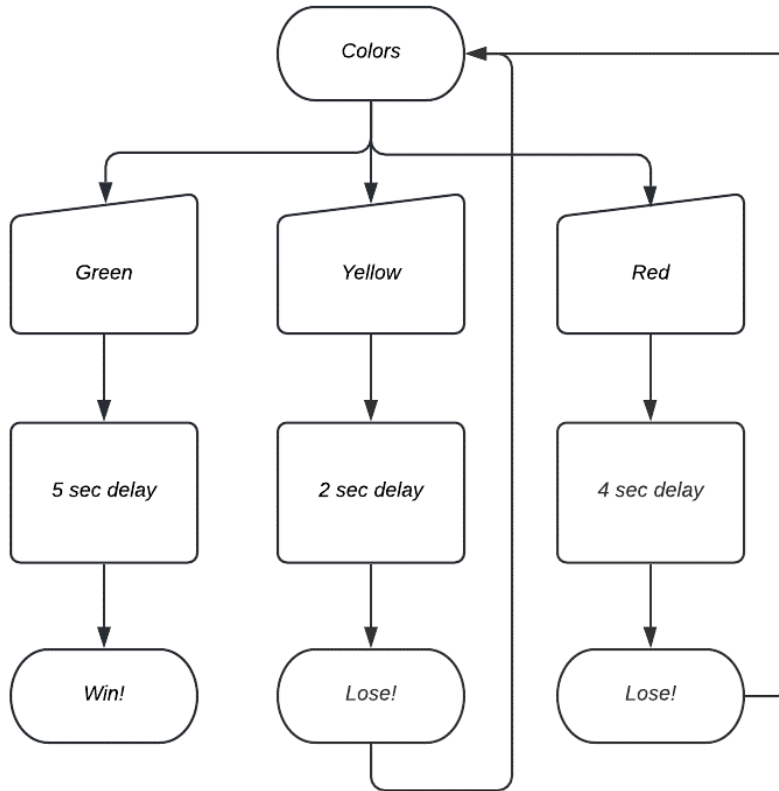 Colors
Green
Yellow
Red
5 sec delay
2 sec delay
4 sec delay
Win!
Lose!
Lose!